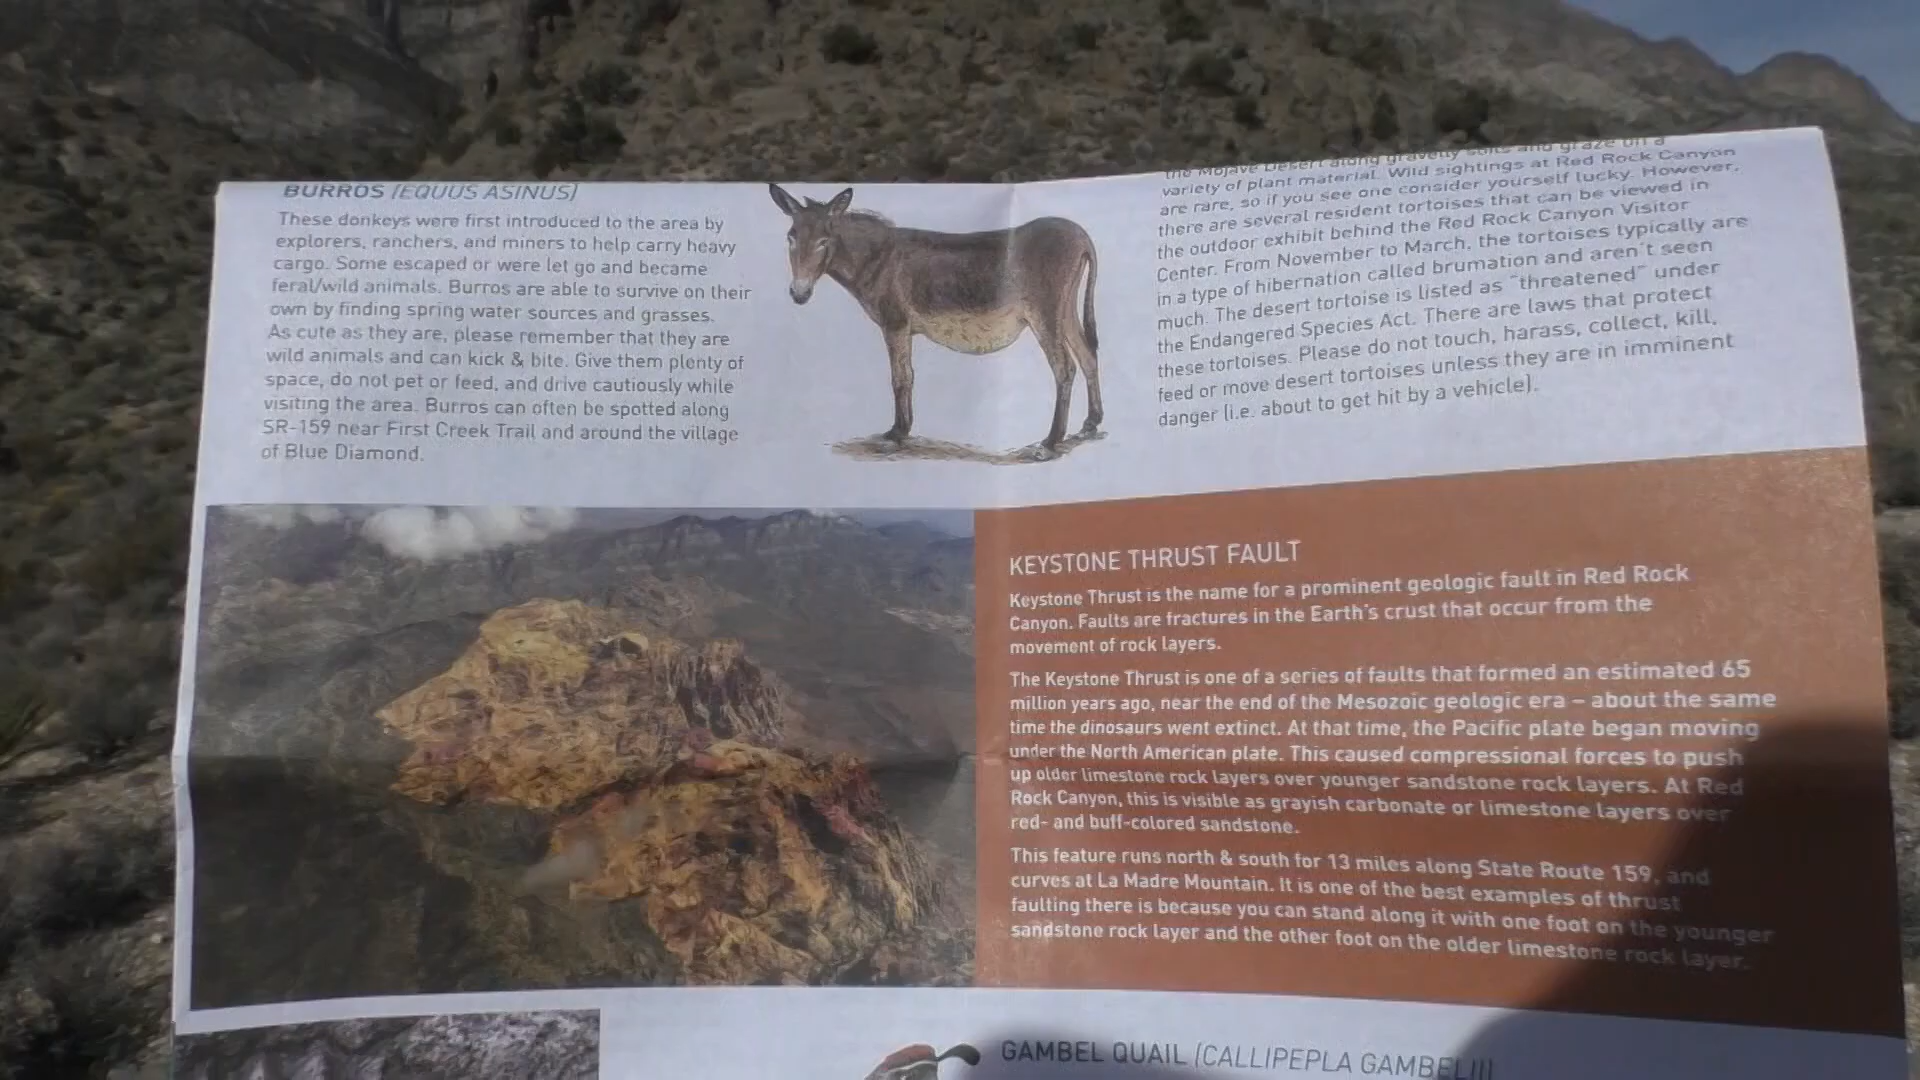 BURROS (EQUUS ASINUS)
These donkeys were first introduced to the area by
explorers, ranchers, and miners to help carry heavy
cargo. Some escaped or were let go and became
feral/wild animals. Burros are able to survive on their
own by finding spring water sources and grasses.
As cute as they are, please remember that they are
wild animals and can kick & bite. Give them plenty of
space, do not pet or feed, and drive cautiously while
visiting the area. Burros can often be spotted along
SR-159 near First Creek Trail and around the village
of Blue Diamond.
the Mojave Desert along gravelly soils and graze on a
variety of plant material. Wild sightings at Red Rock Canyon
are rare, so if you see one consider yourself lucky. However,
there are several resident tortoises that can be viewed in
the outdoor exhibit behind the Red Rock Canyon Visitor
Center. From November to March, the tortoises typically are
in a type of hibernation called brumation and aren't seen
much. The desert tortoise is listed as "threatened" under
the Endangered Species Act. There are laws that protect
these tortoises. Please do not touch, harass, collect, kill,
feed or move desert tortoises unless they are in imminent
danger (i.e. about to get hit by a vehicle).
KEYSTONE THRUST FAULT
Keystone Thrust is the name for a prominent geologic fault in Red Rock
Canyon. Faults are fractures in the Earth's crust that occur from the
movement of rock layers.
The Keystone Thrust is one of a series of faults that formed an estimated 65
million years ago, near the end of the Mesozoic geologic era – about the same
time the dinosaurs went extinct. At that time, the Pacific plate began moving
under the North American plate. This caused compressional forces to push
up older limestone rock layers over younger sandstone rock layers. At Red
Rock Canyon, this is visible as grayish carbonate or limestone layers over
red- and buff-colored sandstone.
This feature runs north & south for 13 miles along State Route 159, and
curves at La Madre Mountain. It is one of the best examples of thrust
faulting there is because you can stand along it with one foot on the younger
sandstone rock layer and the other foot on the older limestone rock layer.
GAMBEL QUAIL (CALLIPEPLA GAMBELII)